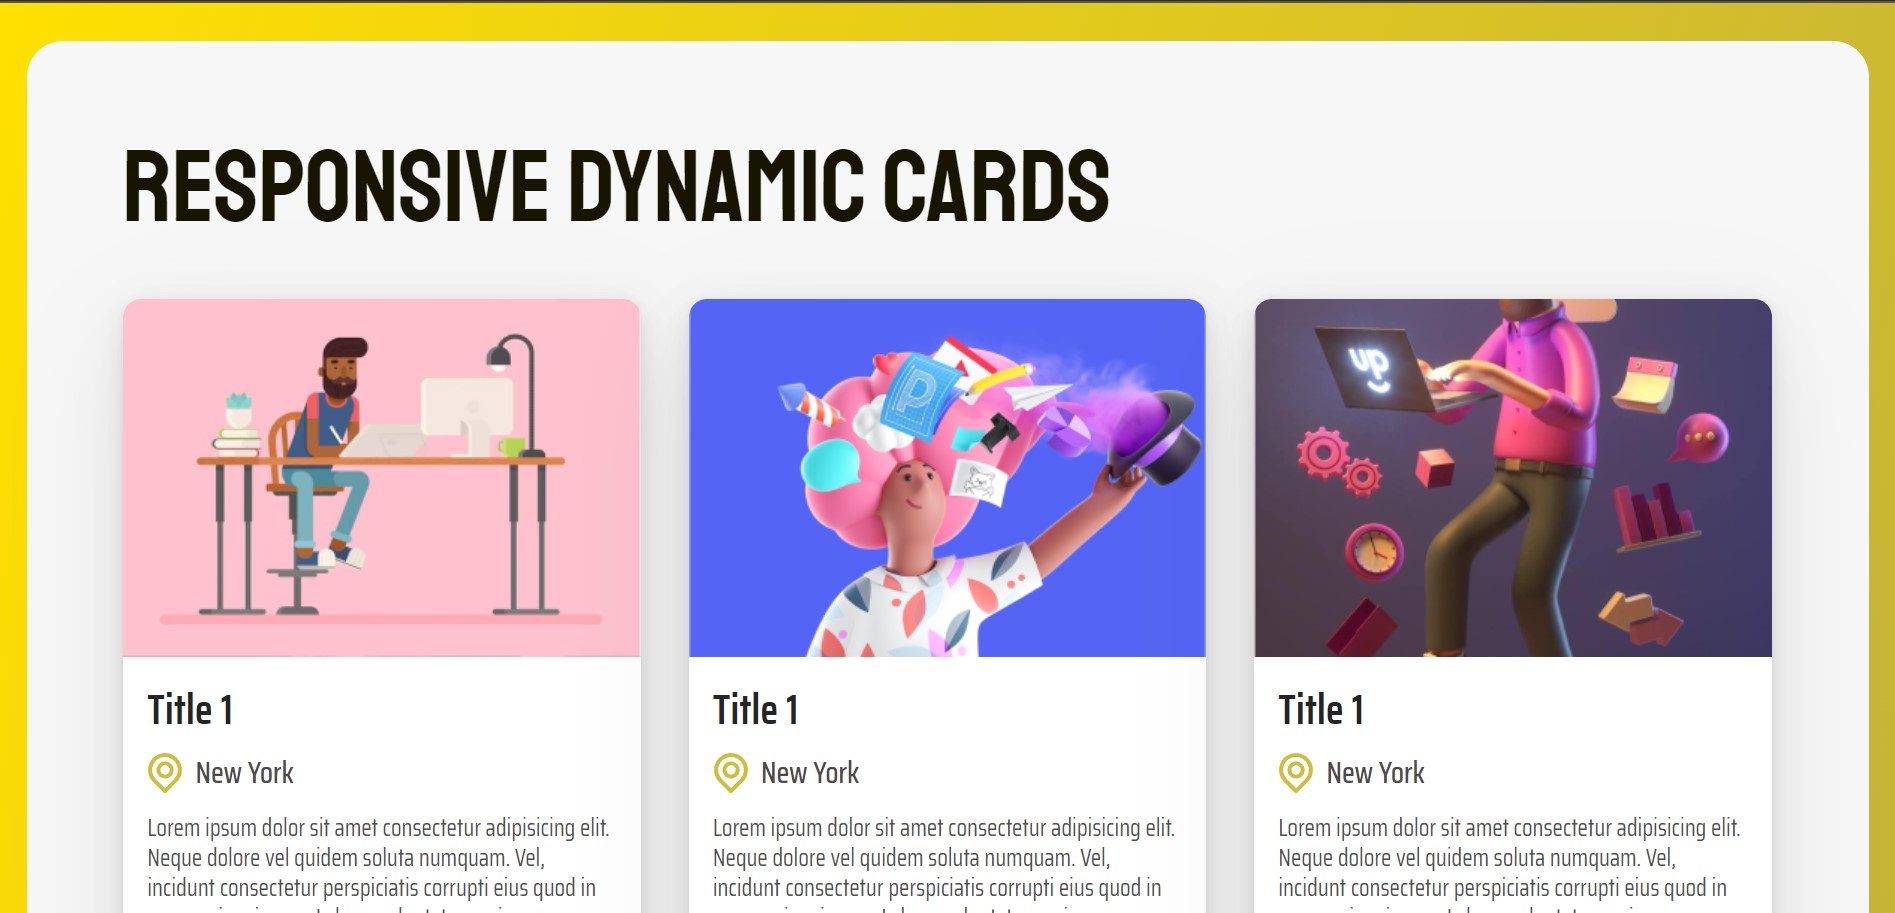 RESPONSIVE DYNAMIC CARDS
P
up
Title 1
New York
Lorem ipsum dolor sit amet consectetur adipisicing elit.
Neque dolore vel quidem soluta numquam. Vel,
incidunt consectetur perspiciatis corrupti eius quod in
Title 1
New York
Lorem ipsum dolor sit amet consectetur adipisicing elit.
Neque dolore vel quidem soluta numquam. Vel,
incidunt consectetur perspiciatis corrupti eius quod in
Title 1
New York
Lorem ipsum dolor sit amet consectetur adipisicing elit.
Neque dolore vel quidem soluta numquam. Vel,
incidunt consectetur perspiciatis corrupti eius quod in